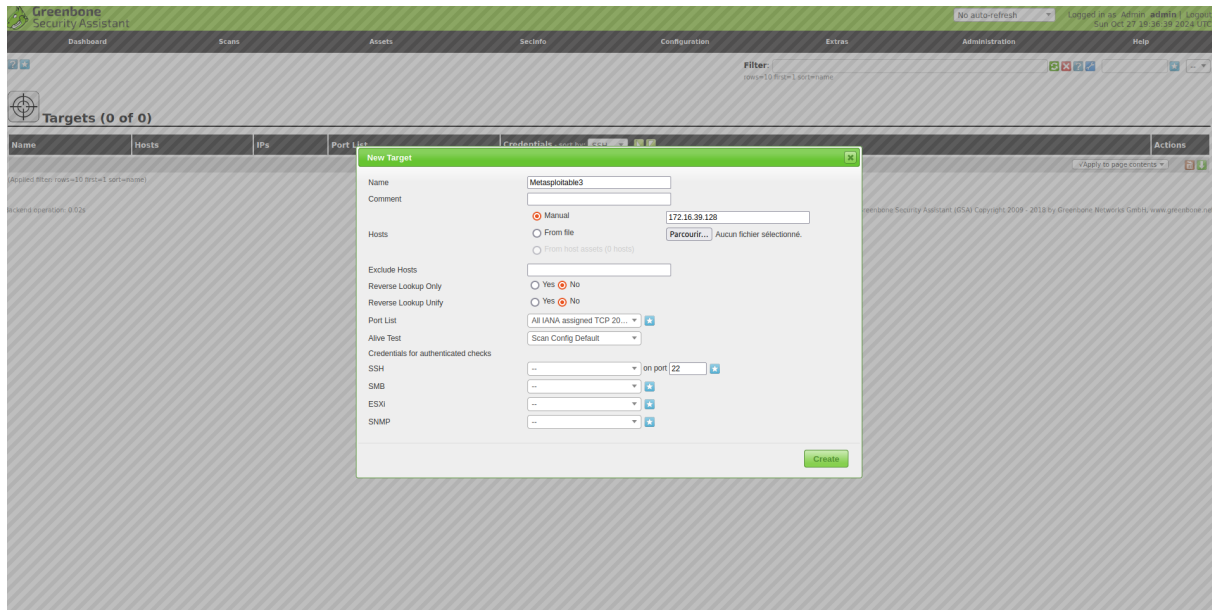 Greenbone
Security Assistant
No auto-refresh
Logged in as Admin admin | Logout
Sun Oct 27 19:36:39 2024 UTC
Dashboard Scans Assets SecInfo Configuration Extras Administration Help
Filter:
rows=10 first=1 sort=name
--
Targets (0 of 0)
Name Hosts IPs Port List Credentials - sort by: SSH Actions
√Apply to page contents
(Applied filter: rows=10 first=1 sort=name)
Backend operation: 0.02s
Greenbone Security Assistant (GSA) Copyright 2009 - 2018 by Greenbone Networks GmbH, www.greenbone.ne
New Target
Name Metasploitable3
Comment
Hosts
Manual 172.16.39.128
From file Parcourir... Aucun fichier sélectionné.
From host assets (0 hosts)
Exclude Hosts
Reverse Lookup Only Yes No
Reverse Lookup Unify Yes No
Port List All IANA assigned TCP 20...
Alive Test Scan Config Default
Credentials for authenticated checks
SSH -- on port 22
SMB --
ESXi --
SNMP --
Create